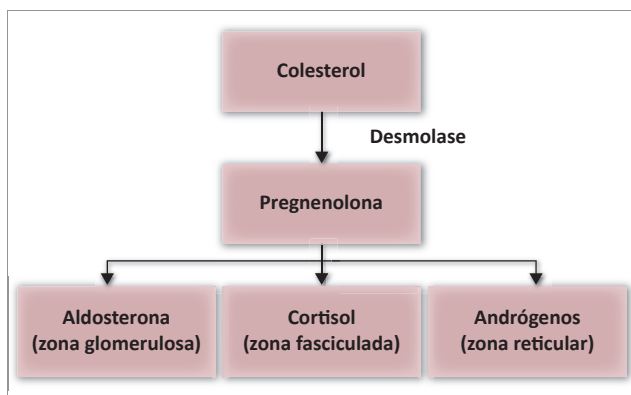 Colesterol
Desmolase
Pregnenolona
Aldosterona
(zona glomerulosa)
Cortisol
(zona fasciculada)
Andrógenos
(zona reticular)